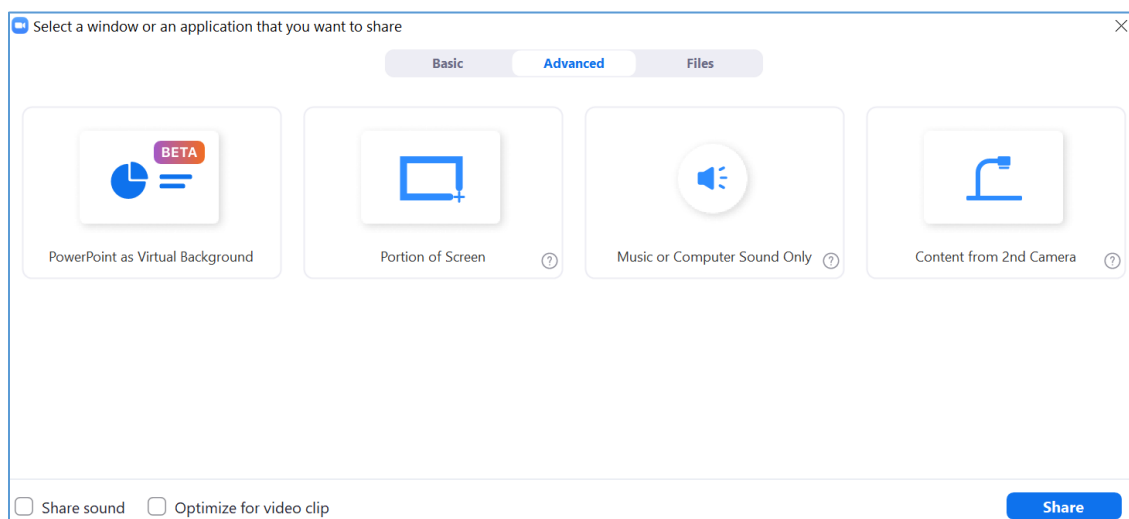 Select a window or an application that you want to share
Basic Advanced Files
BETA
PowerPoint as Virtual Background
Portion of Screen ?
Music or Computer Sound Only ?
Content from 2nd Camera ?
Share sound Optimize for video clip Share